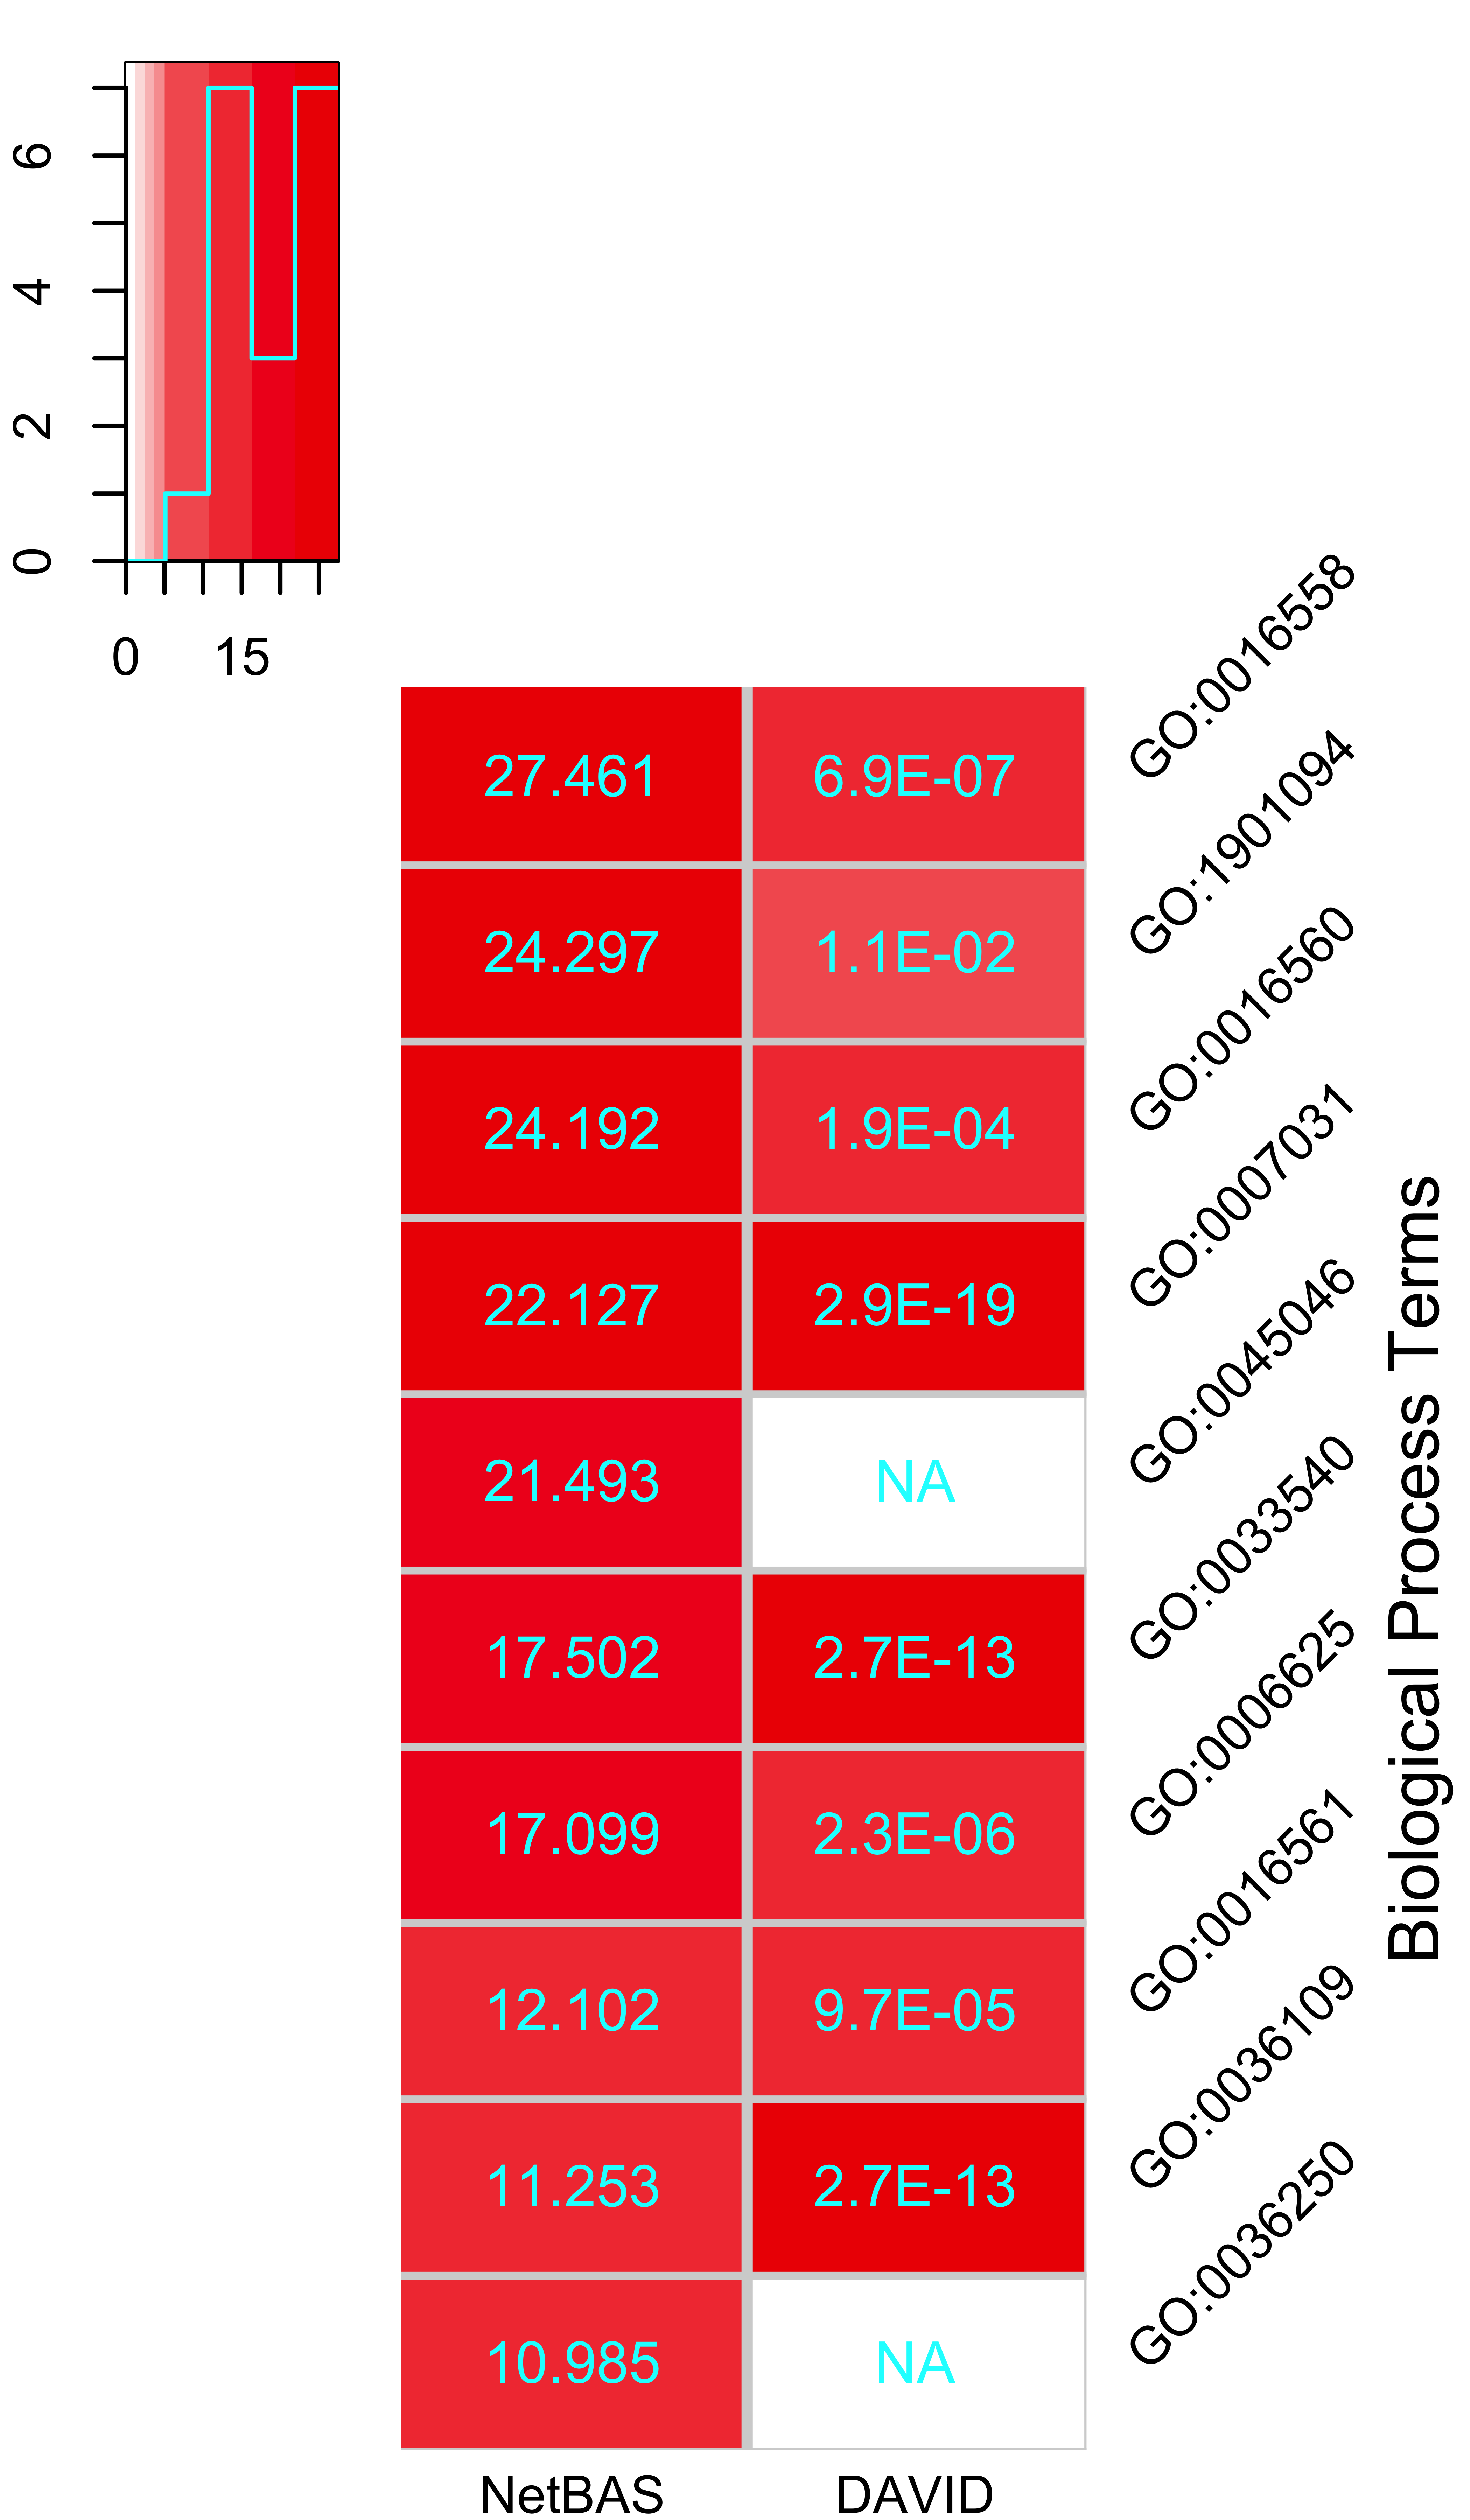 6
4
2
0
0 15
27.461 6.9E-07 GO:0016558
24.297 1.1E-02 GO:1901094
24.192 1.9E-04 GO:0016560
22.127 2.9E-19 GO:0007031
21.493 NA GO:0045046
17.502 2.7E-13 GO:0033540
17.099 2.3E-06 GO:0006625
12.102 9.7E-05 GO:0016561
11.253 2.7E-13 GO:0036109
10.985 NA GO:0036250
Biological Process Terms
NetBAS DAVID